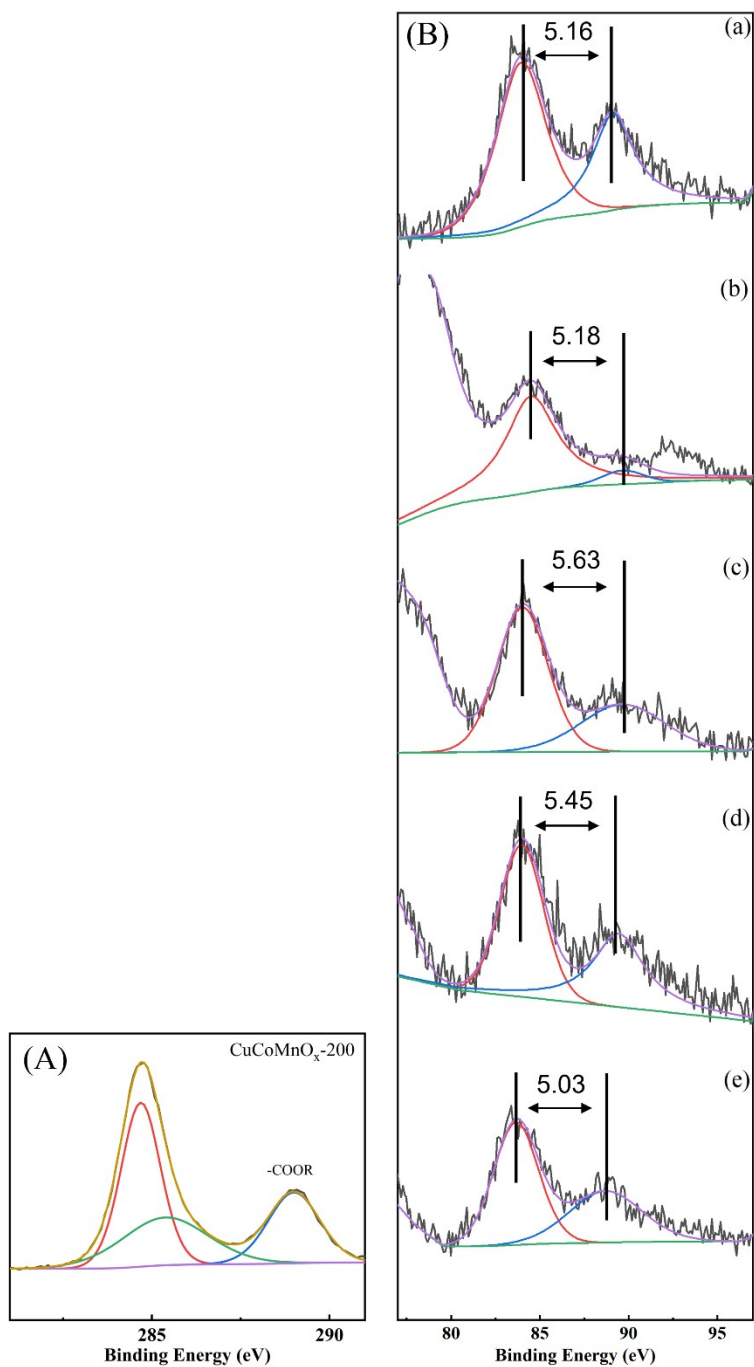 (B)
(a)
5.16
(b)
5.18
(c)
5.63
(d)
5.45
(e)
5.03
80 85 90 95
Binding Energy (eV)
(A)
CuCoMnOₓ-200
-COOR
285 290
Binding Energy (eV)